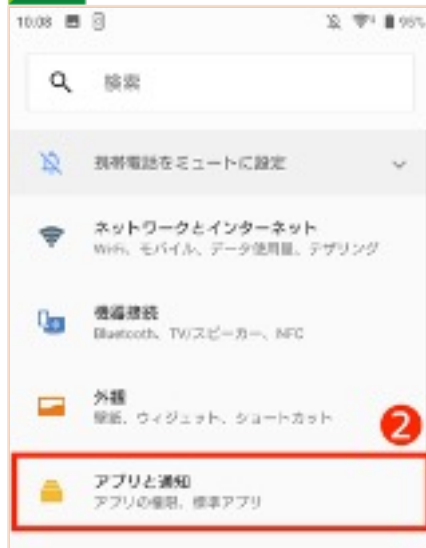 10:08
95%
検索
携帯電話をミュートに設定
ネットワークとインターネット
Wi-Fi、モバイル、データ使用量、テザリング
機器接続
Bluetooth、TV/スピーカー、NFC
外観
壁紙、ウィジェット、ショートカット
2
アプリと通知
アプリの権限、標準アプリ